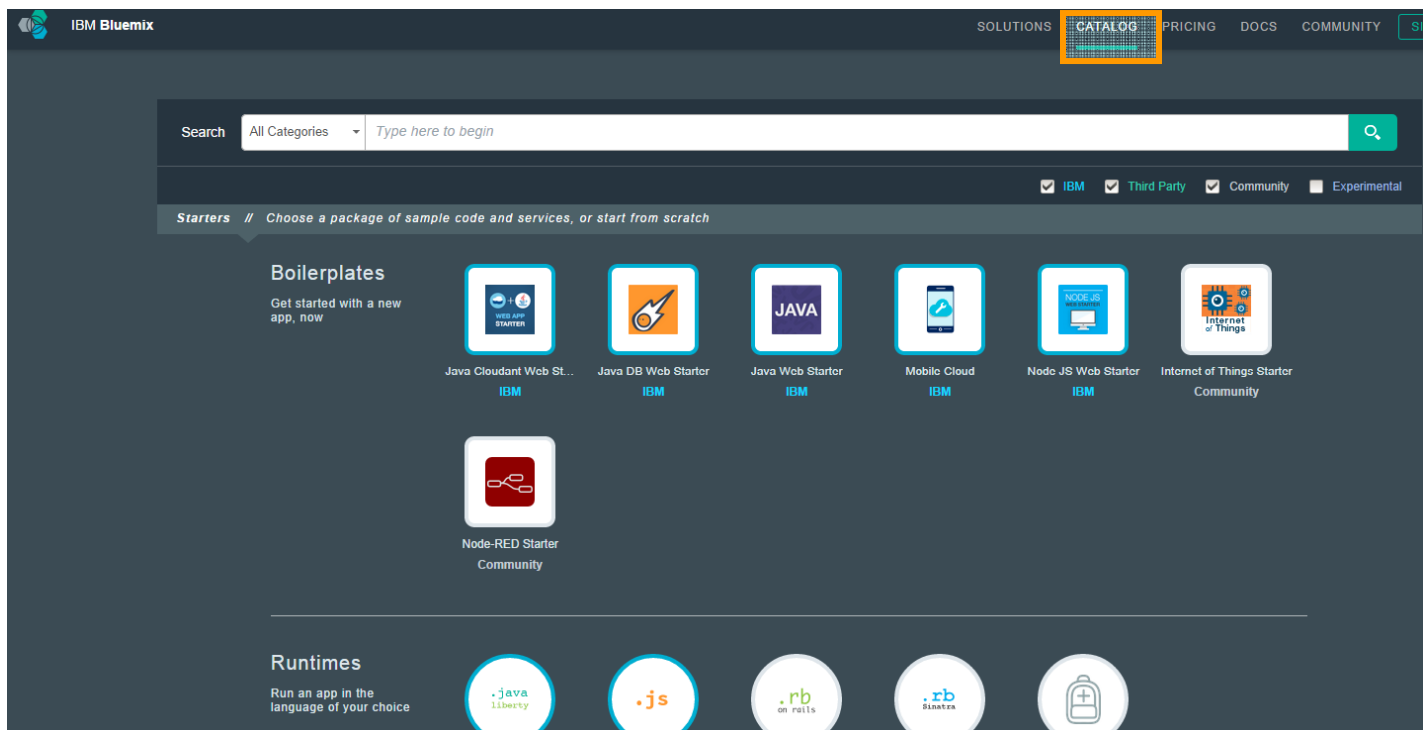 IBM Bluemix
SOLUTIONS CATALOG PRICING DOCS COMMUNITY
Search All Categories Type here to begin
IBM Third Party Community Experimental
Starters // Choose a package of sample code and services, or start from scratch
Boilerplates
Get started with a new
app, now
WEB APP
STARTER
JAVA
NODE JS
WEB STARTER
Internet
of Things
Java Cloudant Web St...
IBM
Java DB Web Starter
IBM
Java Web Starter
IBM
Mobile Cloud
IBM
Node JS Web Starter
IBM
Internet of Things Starter
Community
Node-RED Starter
Community
Runtimes
Run an app in the
language of your choice
.java
liberty
.js
.rb
on rails
.rb
Sinatra